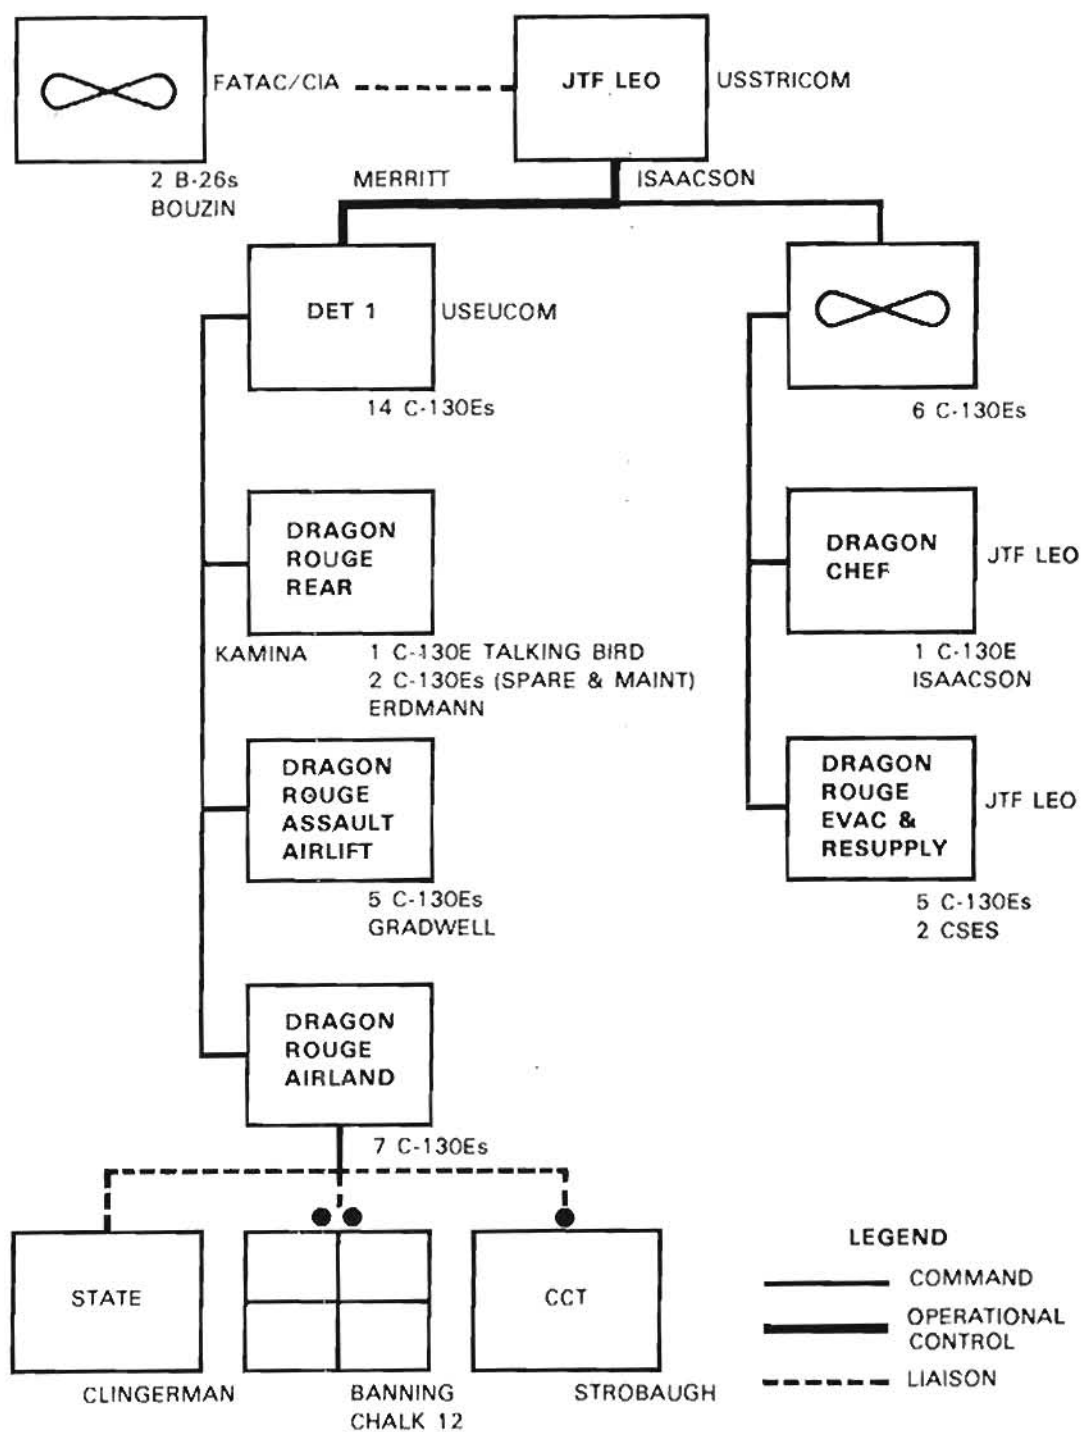 FATAC/CIA
JTF LEO
USSTRICOM
2 B-26s
BOUZIN
MERRITT
ISAACSON
DET 1
USEUCOM
14 C-130Es
6 C-130Es
DRAGON
ROUGE
REAR
KAMINA
1 C-130E TALKING BIRD
2 C-130Es (SPARE & MAINT)
ERDMANN
DRAGON
CHEF
JTF LEO
1 C-130E
ISAACSON
DRAGON
ROUGE
ASSAULT
AIRLIFT
5 C-130Es
GRADWELL
DRAGON
ROUGE
EVAC &
RESUPPLY
JTF LEO
5 C-130Es
2 CSES
DRAGON
ROUGE
AIRLAND
7 C-130Es
STATE
CLINGERMAN
BANNING
CHALK 12
CCT
STROBAUGH
LEGEND
COMMAND
OPERATIONAL
CONTROL
LIAISON